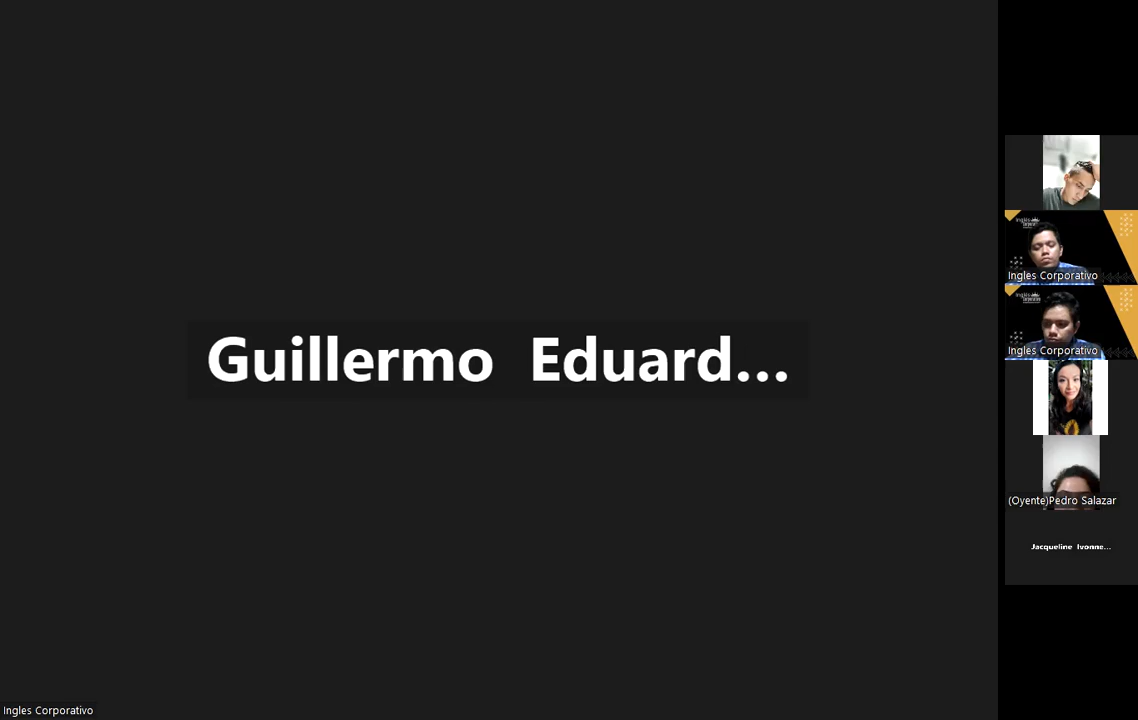 Guillermo Eduard...
Ingles Corporativo
Ingles Corporativo
(Oyente)Pedro Salazar
Jacqueline Ivonne...
Ingles Corporativo